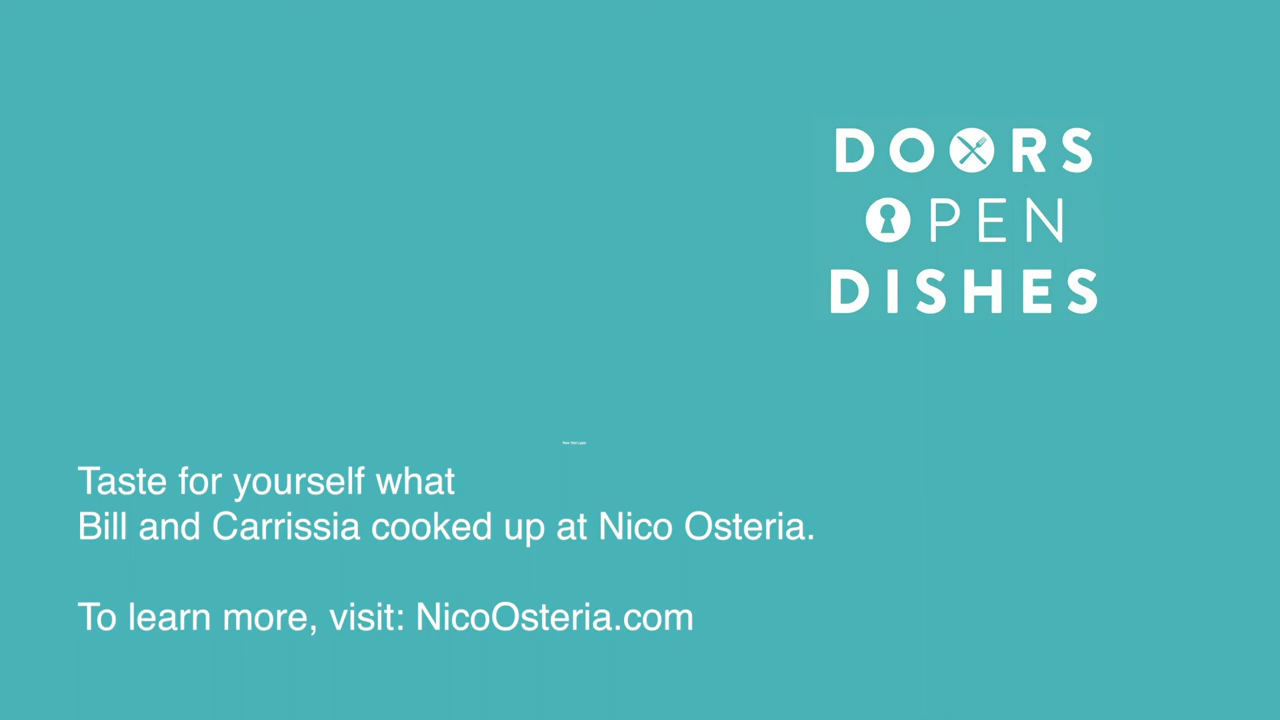 DOORS
OPEN
DISHES
Taste for yourself what
Bill and Carrissia cooked up at Nico Osteria.
To learn more, visit: NicoOsteria.com